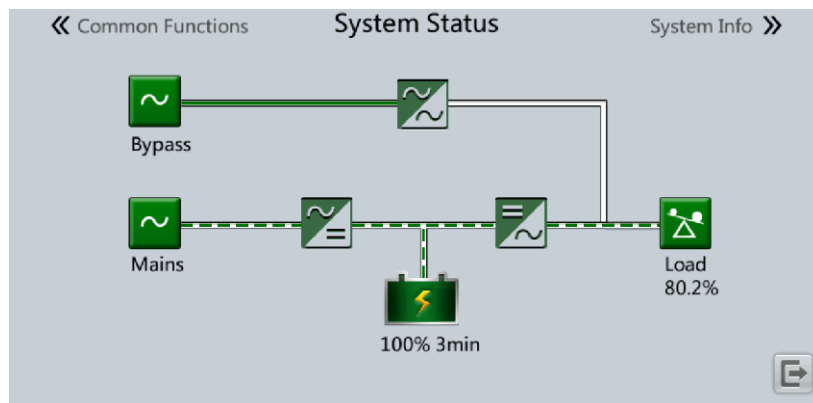 Common Functions
System Status
System Info
Bypass
Mains
Load
80.2%
100% 3min